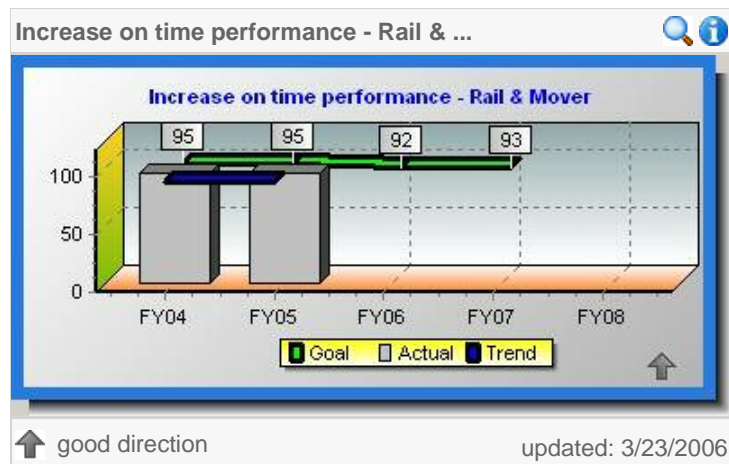 Increase on time performance - Rail & ...
Increase on time performance - Rail & Mover
95 95 92 93
100
50
0
FY04 FY05 FY06 FY07 FY08
Goal Actual Trend
good direction updated: 3/23/2006